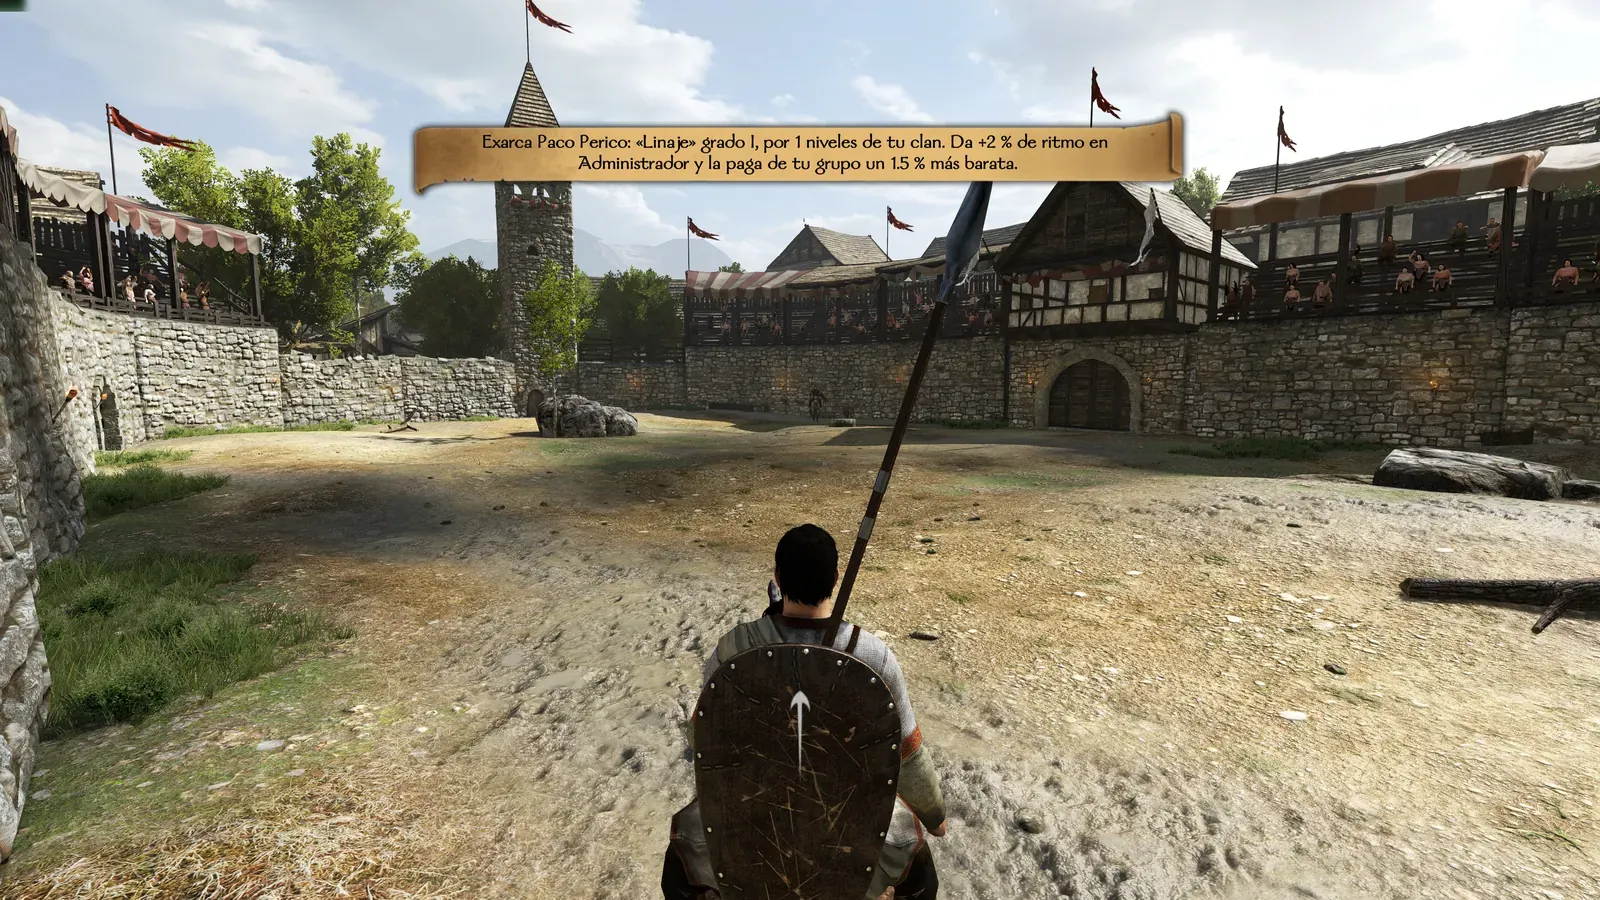 Exarca Paco Perico: «Linaje» grado I, por 1 niveles de tu clan. Da +2 % de ritmo en
Administrador y la paga de tu grupo un 1.5 % más barata.